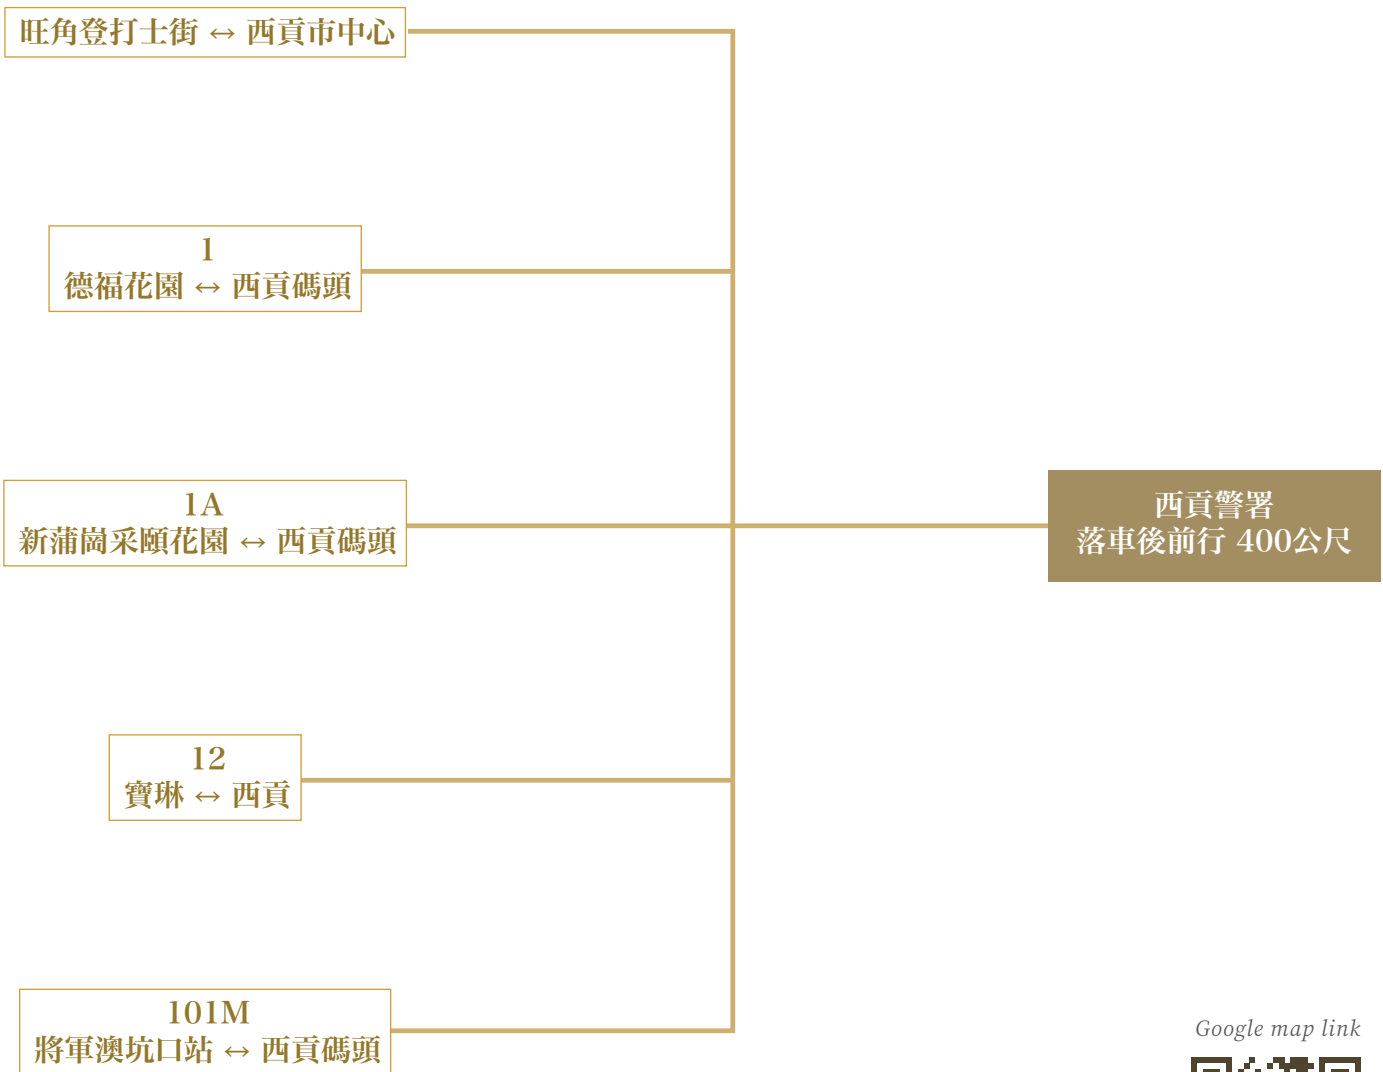 旺角登打士街 ↔ 西貢市中心
1
德福花園 ↔ 西貢碼頭
1A
新蒲崗采頤花園 ↔ 西貢碼頭
西貢警署
落車後前行 400公尺
12
寶琳 ↔ 西貢
101M
將軍澳坑口站 ↔ 西貢碼頭
Google map link